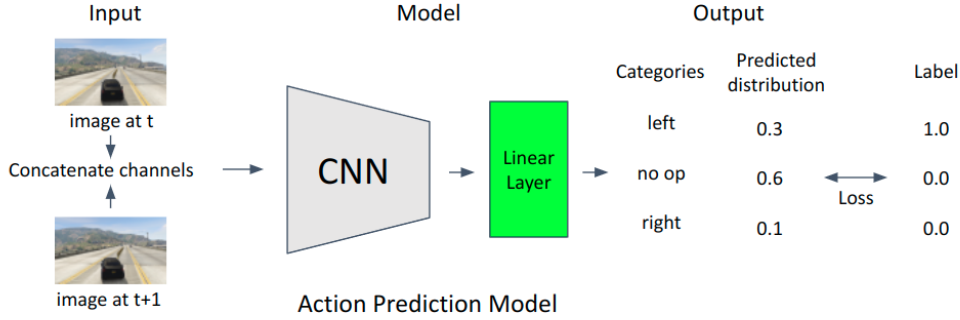 Input
Model
Output
image at t
Concatenate channels
image at t+1
CNN
Linear
Layer
Categories
Predicted
distribution
Label
left
0.3
1.0
no op
0.6
0.0
Loss
right
0.1
0.0
Action Prediction Model